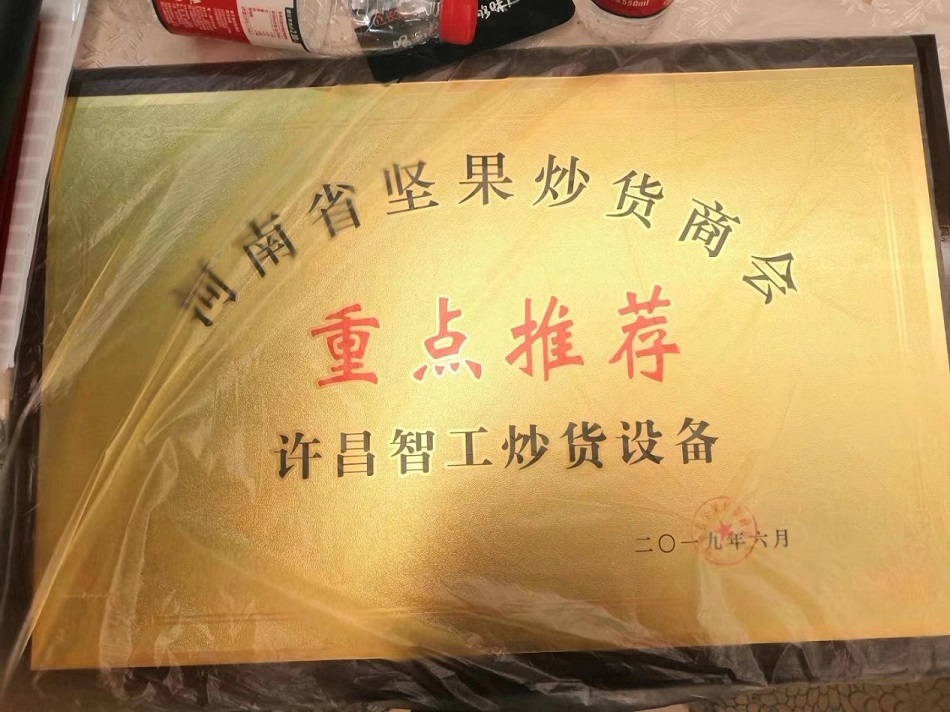 550ml
河南省坚果炒货商会
重点推荐
许昌智工炒货设备
二〇一九年六月